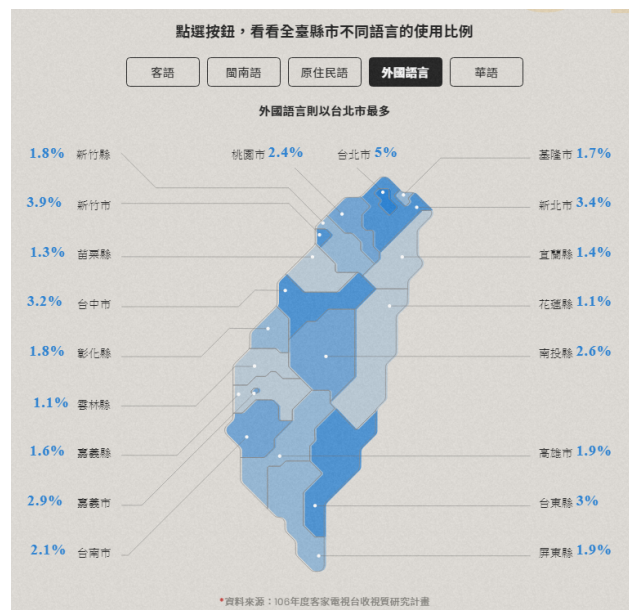 點選按鈕，看看全臺縣市不同語言的使用比例
客語 閩南語 原住民語 外國語言 華語
外國語言則以台北市最多
1.8% 新竹縣 桃園市 2.4% 台北市 5% 基隆市 1.7%
3.9% 新竹市 新北市 3.4%
1.3% 苗栗縣 宜蘭縣 1.4%
3.2% 台中市 花蓮縣 1.1%
1.8% 彰化縣 南投縣 2.6%
1.1% 雲林縣
1.6% 嘉義縣 高雄市 1.9%
2.9% 嘉義市 台東縣 3%
2.1% 台南市 屏東縣 1.9%
*資料來源：106年度客家電視台收視質研究計畫